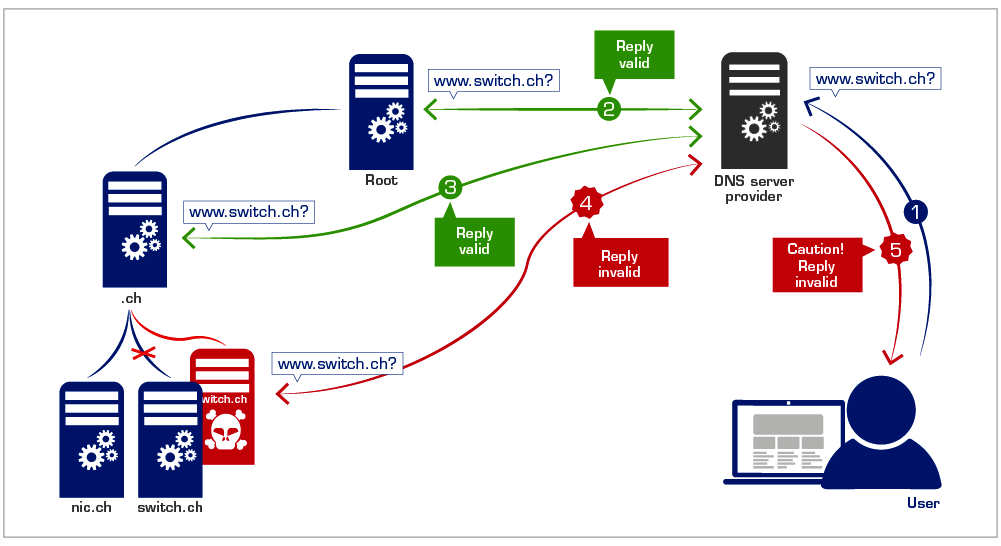 Reply
valid
www.switch.ch?
2
www.switch.ch?
Root
DNS server
provider
3
4
www.switch.ch?
1
Reply
valid
Reply
invalid
Caution!
Reply
invalid
5
.ch
www.switch.ch?
witch.ch
nic.ch
switch.ch
User